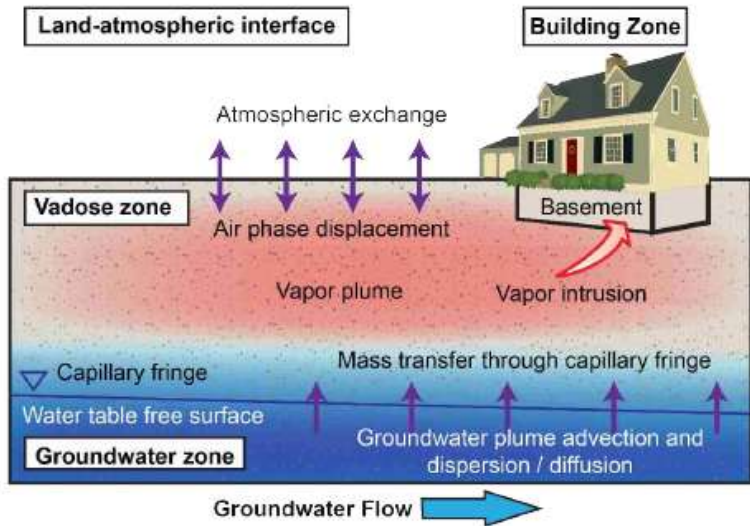 Land-atmospheric interface
Building Zone
Atmospheric exchange
Vadose zone
Basement
Air phase displacement
Vapor plume
Vapor intrusion
Mass transfer through capillary fringe
Capillary fringe
Water table free surface
Groundwater plume advection and
dispersion / diffusion
Groundwater zone
Groundwater Flow